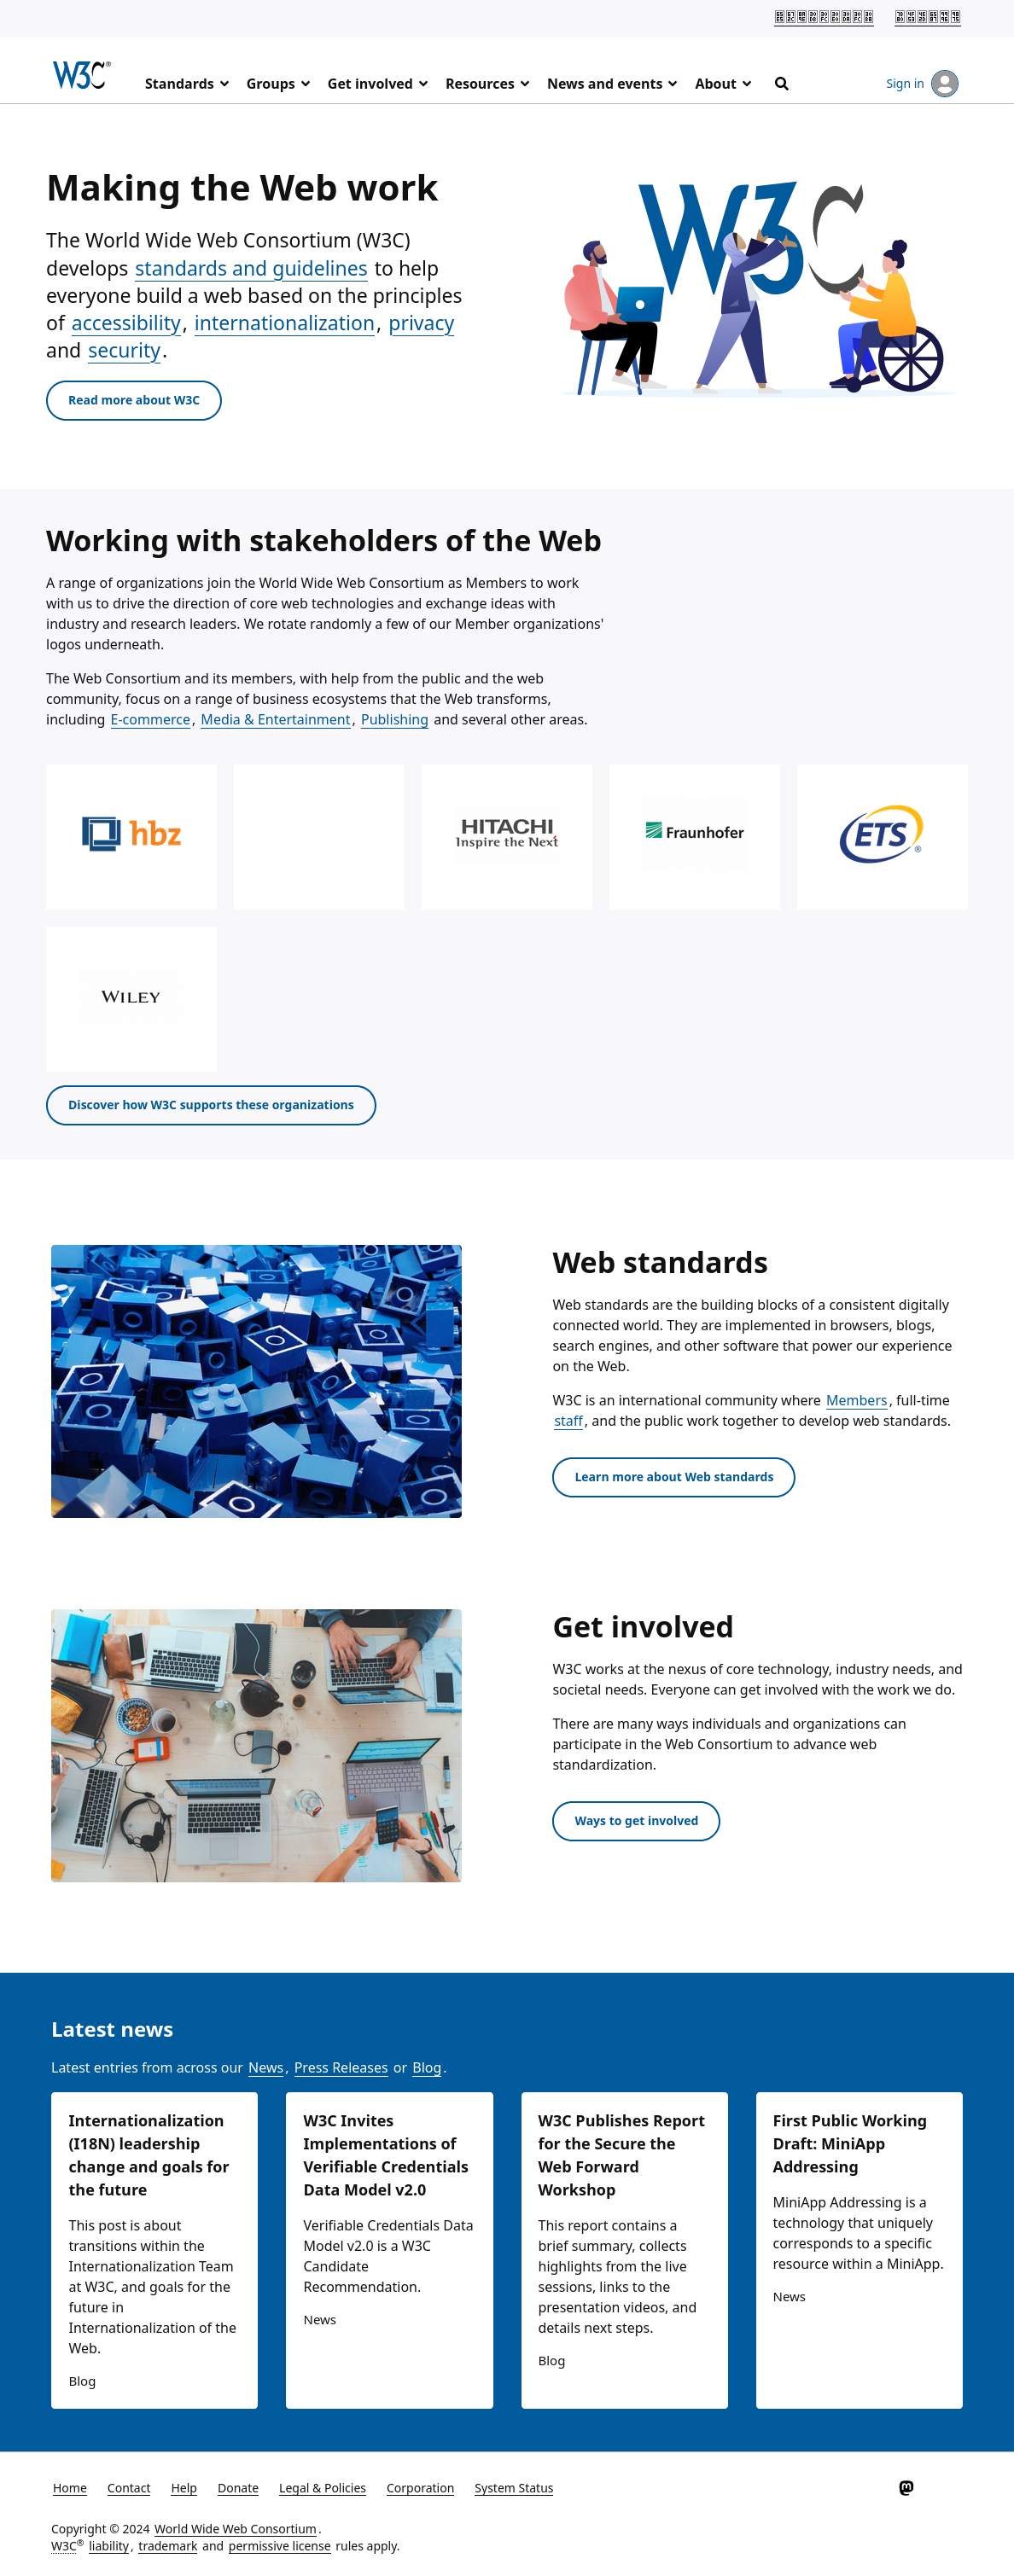 W3C®
Standards
Groups
Get involved
Resources
News and events
About
Sign in
Making the Web work
The World Wide Web Consortium (W3C)
develops standards and guidelines to help
everyone build a web based on the principles
of accessibility, internationalization, privacy
and security.
Read more about W3C
W3C
Working with stakeholders of the Web
A range of organizations join the World Wide Web Consortium as Members to work
with us to drive the direction of core web technologies and exchange ideas with
industry and research leaders. We rotate randomly a few of our Member organizations'
logos underneath.
The Web Consortium and its members, with help from the public and the web
community, focus on a range of business ecosystems that the Web transforms,
including E-commerce, Media & Entertainment, Publishing and several other areas.
hbz
HITACHI
Inspire the Next
Fraunhofer
ETS®
WILEY
Discover how W3C supports these organizations
Web standards
Web standards are the building blocks of a consistent digitally
connected world. They are implemented in browsers, blogs,
search engines, and other software that power our experience
on the Web.
W3C is an international community where Members, full-time
staff, and the public work together to develop web standards.
Learn more about Web standards
Get involved
W3C works at the nexus of core technology, industry needs, and
societal needs. Everyone can get involved with the work we do.
There are many ways individuals and organizations can
participate in the Web Consortium to advance web
standardization.
Ways to get involved
Latest news
Latest entries from across our News, Press Releases or Blog.
Internationalization
(I18N) leadership
change and goals for
the future
This post is about
transitions within the
Internationalization Team
at W3C, and goals for the
future in
Internationalization of the
Web.
Blog
W3C Invites
Implementations of
Verifiable Credentials
Data Model v2.0
Verifiable Credentials Data
Model v2.0 is a W3C
Candidate
Recommendation.
News
W3C Publishes Report
for the Secure the
Web Forward
Workshop
This report contains a
brief summary, collects
highlights from the live
sessions, links to the
presentation videos, and
details next steps.
Blog
First Public Working
Draft: MiniApp
Addressing
MiniApp Addressing is a
technology that uniquely
corresponds to a specific
resource within a MiniApp.
News
Home
Contact
Help
Donate
Legal & Policies
Corporation
System Status
Copyright © 2024 World Wide Web Consortium.
W3C® liability, trademark and permissive license rules apply.